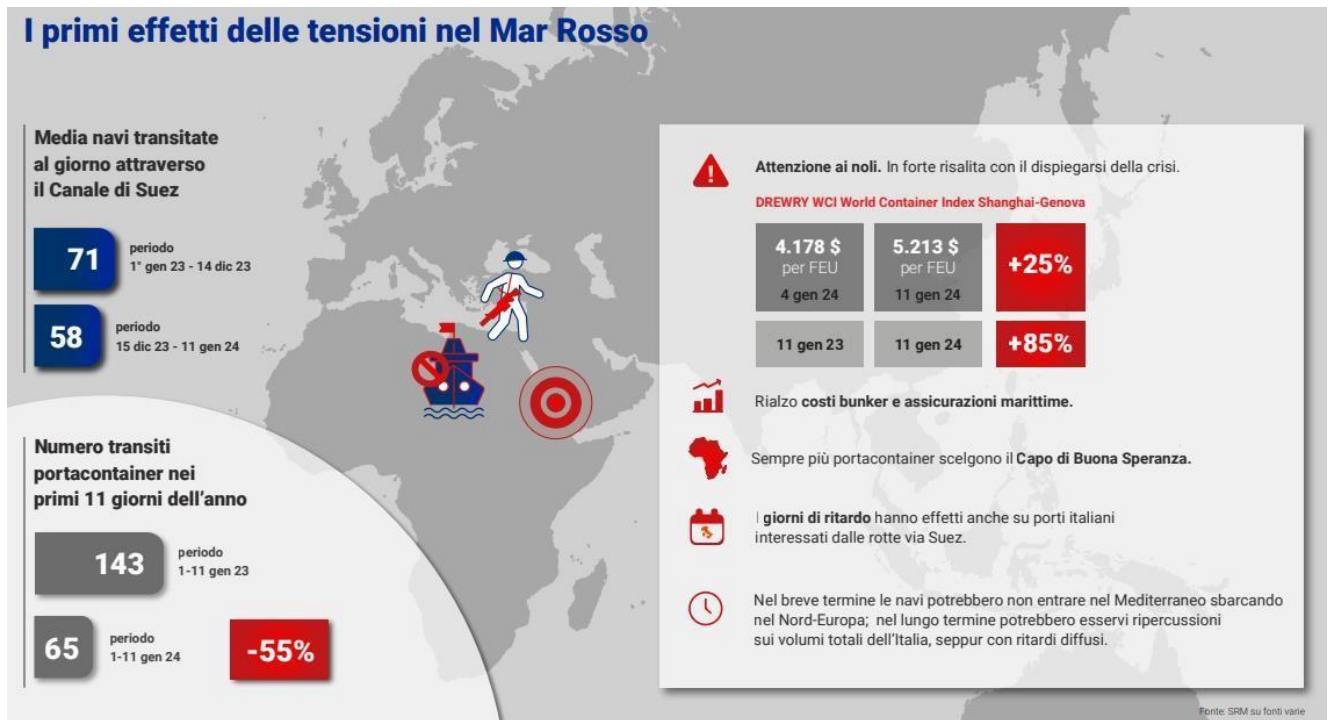 I primi effetti delle tensioni nel Mar Rosso
Media navi transitate
al giorno attraverso
il Canale di Suez
71
periodo
1° gen 23 - 14 dic 23
58
periodo
15 dic 23 - 11 gen 24
Numero transiti
portacontainer nei
primi 11 giorni dell'anno
143
periodo
1-11 gen 23
65
periodo
1-11 gen 24
-55%
Attenzione ai noli. In forte risalita con il dispiegarsi della crisi.
DREWRY WCI World Container Index Shanghai-Genova
4.178 $
per FEU
4 gen 24
5.213 $
per FEU
11 gen 24
+25%
11 gen 23
11 gen 24
+85%
Rialzo costi bunker e assicurazioni marittime.
Sempre più portacontainer scelgono il Capo di Buona Speranza.
I giorni di ritardo hanno effetti anche su porti italiani
interessati dalle rotte via Suez.
Nel breve termine le navi potrebbero non entrare nel Mediterraneo sbarcando
nel Nord-Europa; nel lungo termine potrebbero esservi ripercussioni
sui volumi totali dell'Italia, seppur con ritardi diffusi.
Fonte: SRM su fonti varie